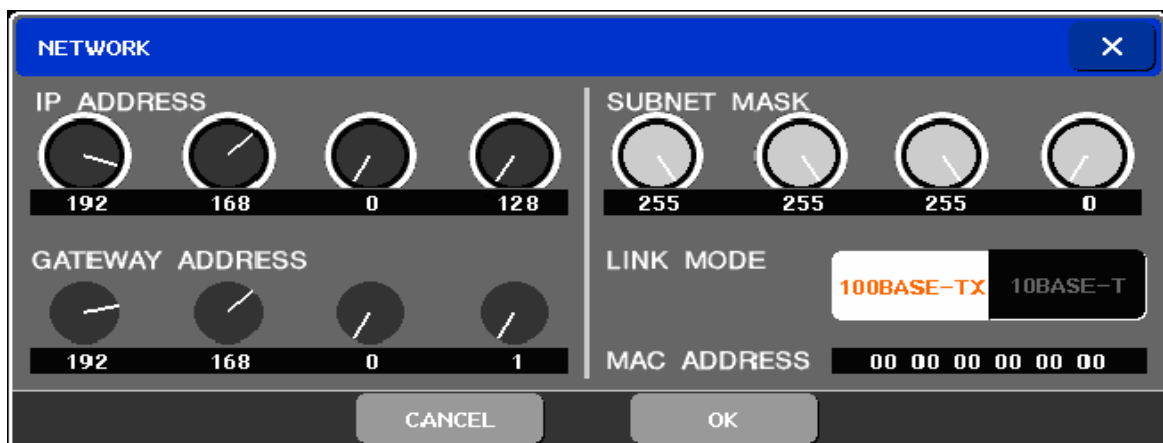 NETWORK
IP ADDRESS
192 168 0 128
GATEWAY ADDRESS
192 168 0 1
SUBNET MASK
255 255 255 0
LINK MODE
100BASE-TX 10BASE-T
MAC ADDRESS 00 00 00 00 00 00
CANCEL OK